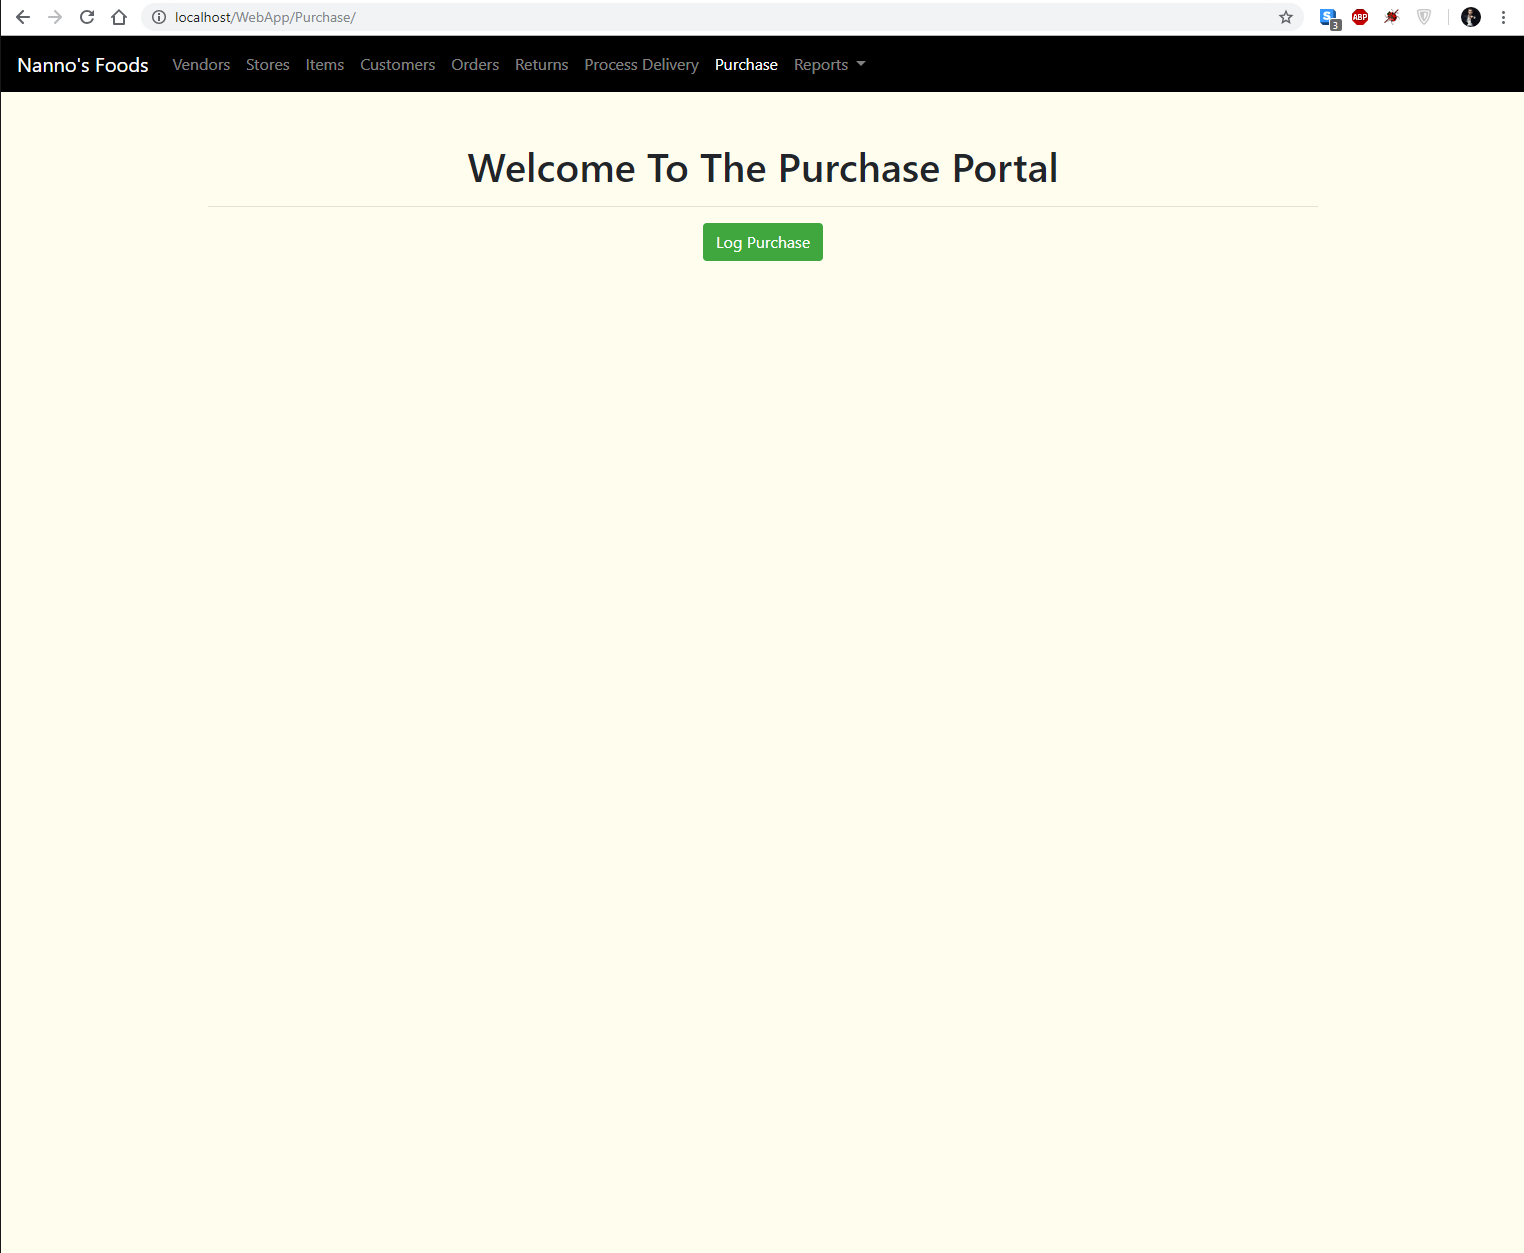 localhost/WebApp/Purchase/
S 3 ABP
Nanno's Foods Vendors Stores Items Customers Orders Returns Process Delivery Purchase Reports
Welcome To The Purchase Portal
Log Purchase